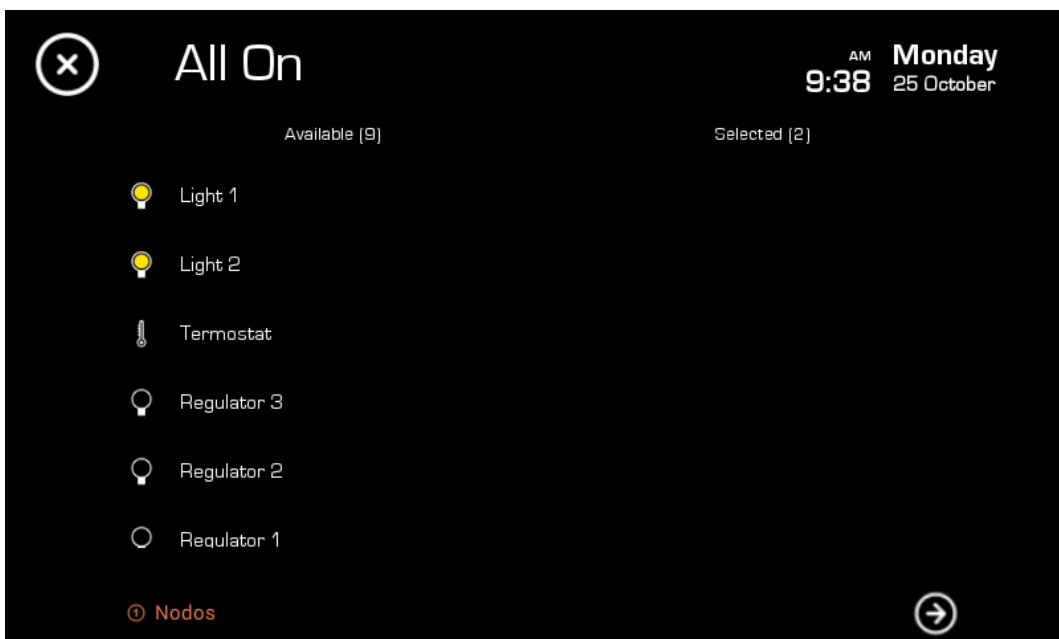 All On
AM
9:38
Monday
25 October
Available (9)
Selected (2)
Light 1
Light 2
Termostat
Regulator 3
Regulator 2
Regulator 1
① Nodos